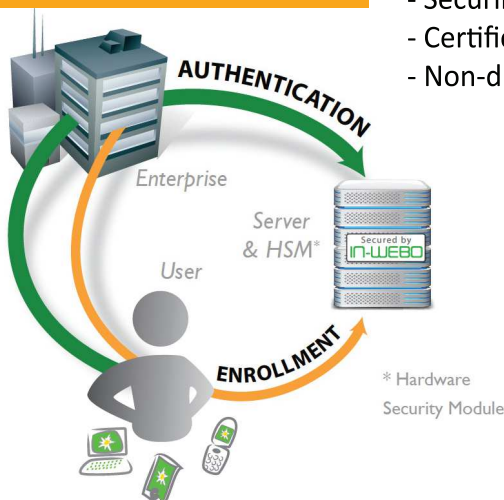 - Certific
- Non-d
AUTHENTICATION
Enterprise
Server
& HSM*
User
Secured by
IN-WEBO
ENROLLMENT
* Hardware
Security Module